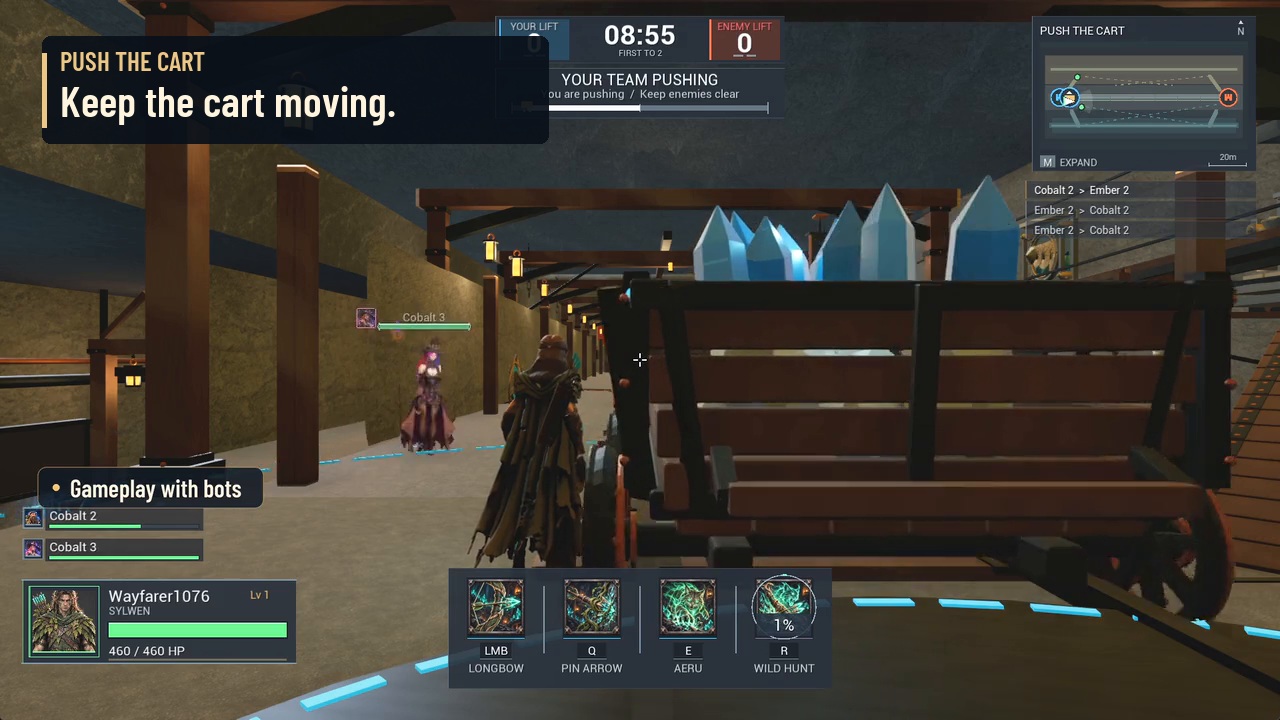 PUSH THE CART
Keep the cart moving.
YOUR LIFT
0
08:55
FIRST TO 2
ENEMY LIFT
0
YOUR TEAM PUSHING
ou are pushing / Keep enemies clear
PUSH THE CART
N
M EXPAND
20m
Cobalt 2 > Ember 2
Ember 2 > Cobalt 2
Ember 2 > Cobalt 2
Cobalt 3
Gameplay with bots
Cobalt 2
Cobalt 3
Wayfarer1076
Lv 1
SYLWEN
460 / 460 HP
1%
LMB
Q
E
R
LONGBOW
PIN ARROW
AERU
WILD HUNT